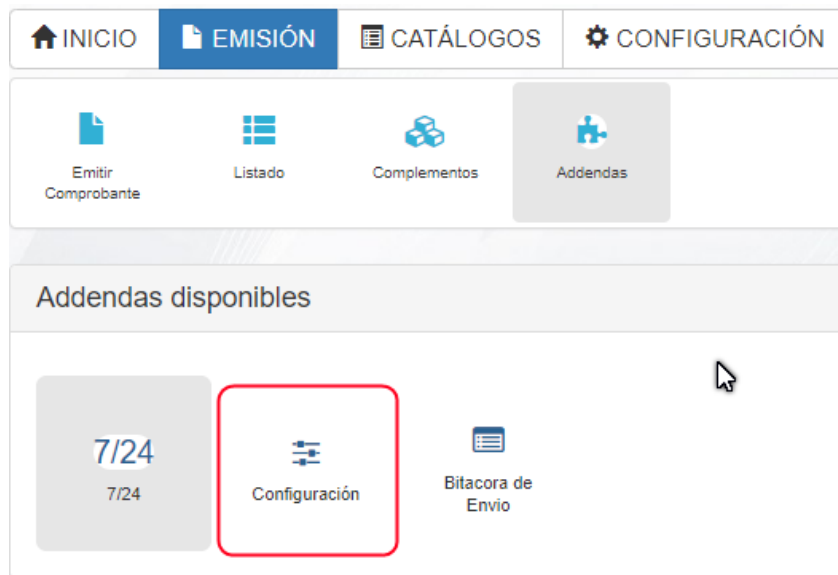 INICIO
EMISIÓN
CATÁLOGOS
CONFIGURACIÓN
Emitir
Comprobante
Listado
Complementos
Addendas
Addendas disponibles
7/24
7/24
Configuración
Bitacora de
Envio